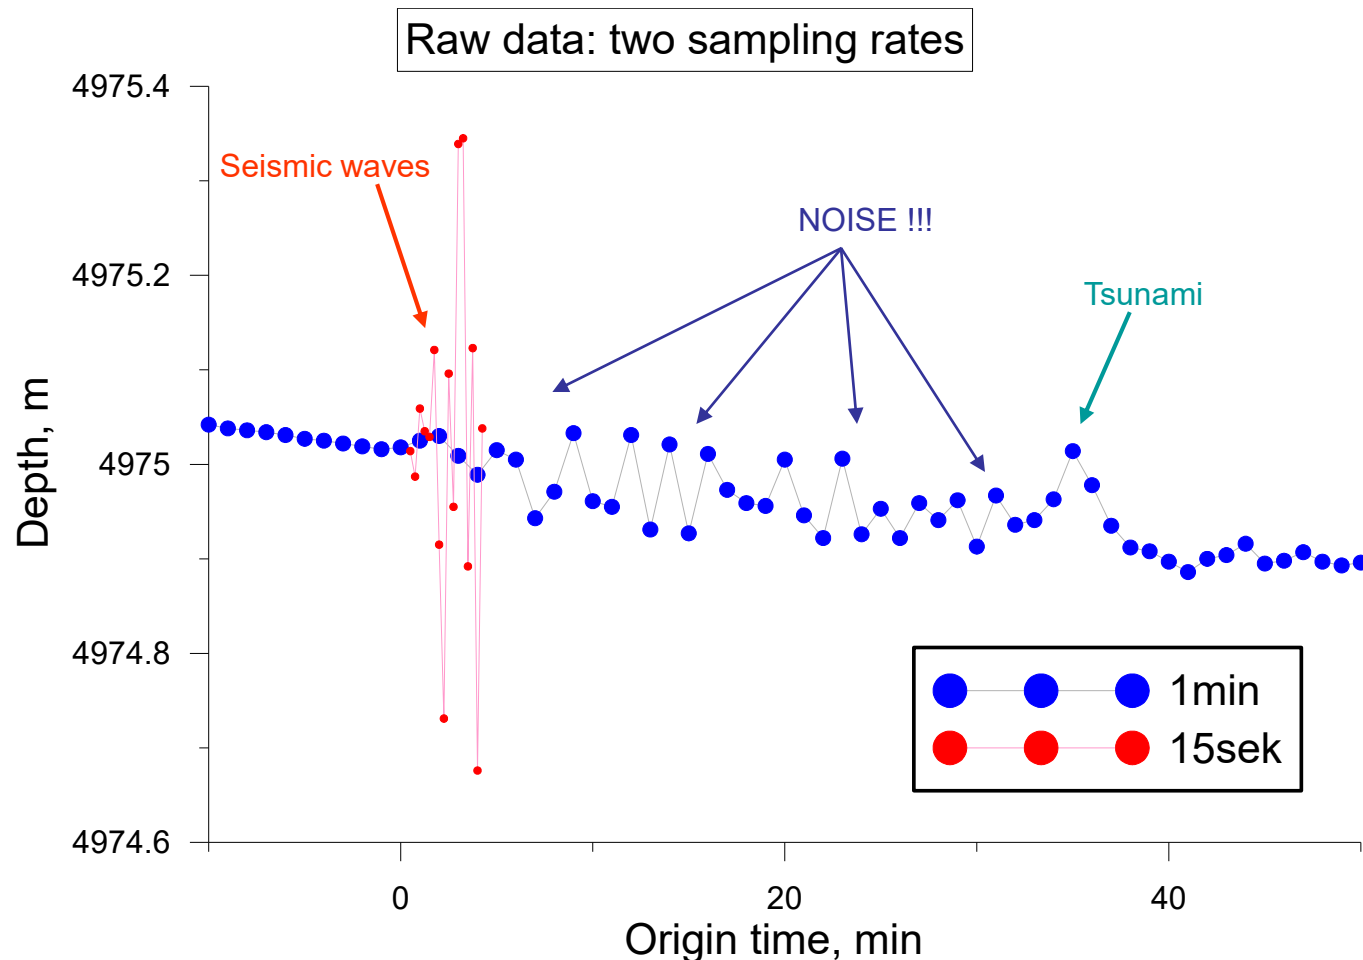 Raw data: two sampling rates
4975.4
Seismic waves
NOISE !!!
4975.2
Tsunami
4975
Depth, m
4974.8
1min
15sek
4974.6
0
20
40
Origin time, min